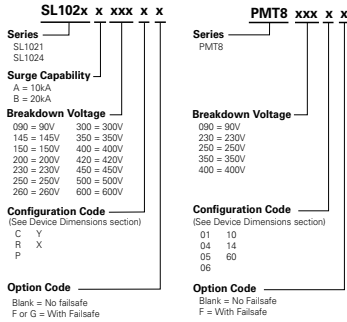 SL102x x xxx x x
Series
SL1021
SL1024
Surge Capability
A = 10kA
B = 20kA
Breakdown Voltage
090 = 90V 300 = 300V
145 = 145V 350 = 350V
150 = 150V 400 = 400V
200 = 200V 420 = 420V
230 = 230V 450 = 450V
250 = 250V 500 = 500V
260 = 260V 600 = 600V
Configuration Code
(See Device Dimensions section)
C Y
R X
P
Option Code
Blank = No failsafe
F or G = With Failsafe
PMT8 xxx x x
Series
PMT8
Breakdown Voltage
090 = 90V
230 = 230V
250 = 250V
350 = 350V
400 = 400V
Configuration Code
(See Device Dimensions section)
01 10
04 14
05 60
06
Option Code
Blank = No Failsafe
F = With Failsafe